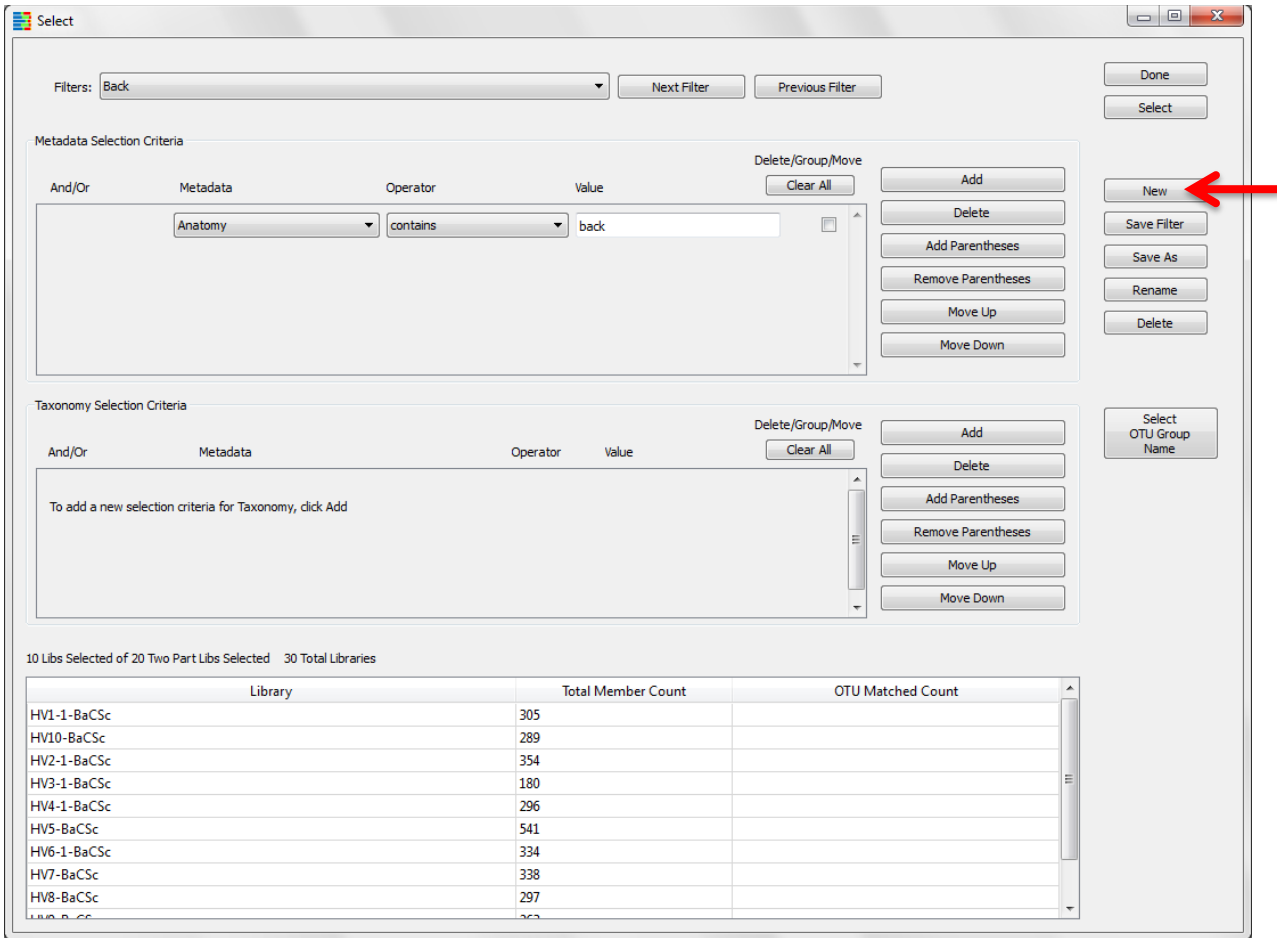 Select
Filters: Back Next Filter Previous Filter Done
Select
Metadata Selection Criteria
Delete/Group/Move
And/Or Metadata Operator Value Clear All Add New
Anatomy contains back Delete Save Filter
Add Parentheses Save As
Remove Parentheses Rename
Move Up Delete
Move Down
Taxonomy Selection Criteria
Delete/Group/Move
And/Or Metadata Operator Value Clear All Add Select
OTU Group
Name
Delete
To add a new selection criteria for Taxonomy, click Add Add Parentheses
Remove Parentheses
Move Up
Move Down
10 Libs Selected of 20 Two Part Libs Selected 30 Total Libraries
Library Total Member Count OTU Matched Count
HV1-1-BaCSc 305
HV10-BaCSc 289
HV2-1-BaCSc 354
HV3-1-BaCSc 180
HV4-1-BaCSc 296
HV5-BaCSc 541
HV6-1-BaCSc 334
HV7-BaCSc 338
HV8-BaCSc 297